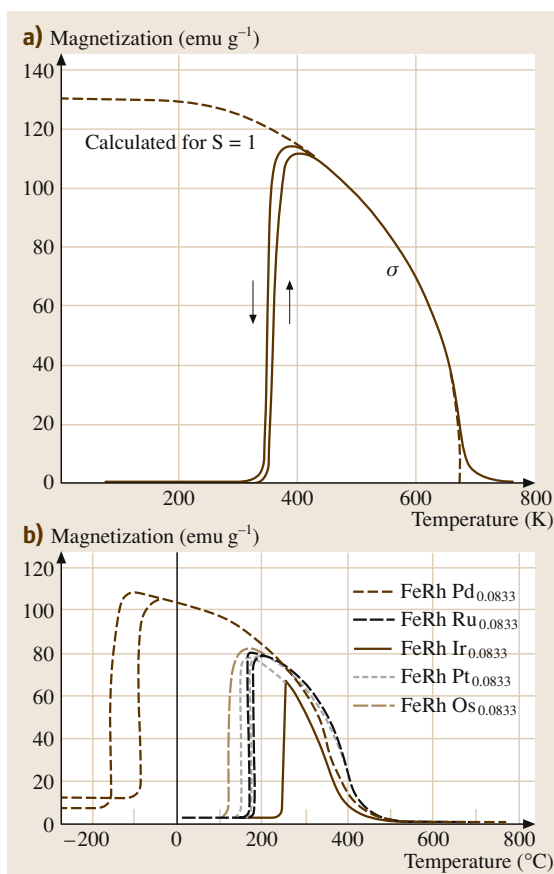 a) Magnetization (emu g⁻¹)
140
120
Calculated for S = 1
100
80
σ
60
40
20
0
200 400 600 800
Temperature (K)
b) Magnetization (emu g⁻¹)
120
FeRh Pd₀.₀₈₃₃
100
FeRh Ru₀.₀₈₃₃
80
FeRh Ir₀.₀₈₃₃
FeRh Pt₀.₀₈₃₃
60
FeRh Os₀.₀₈₃₃
40
20
0
−200 0 200 400 600 800
Temperature (°C)